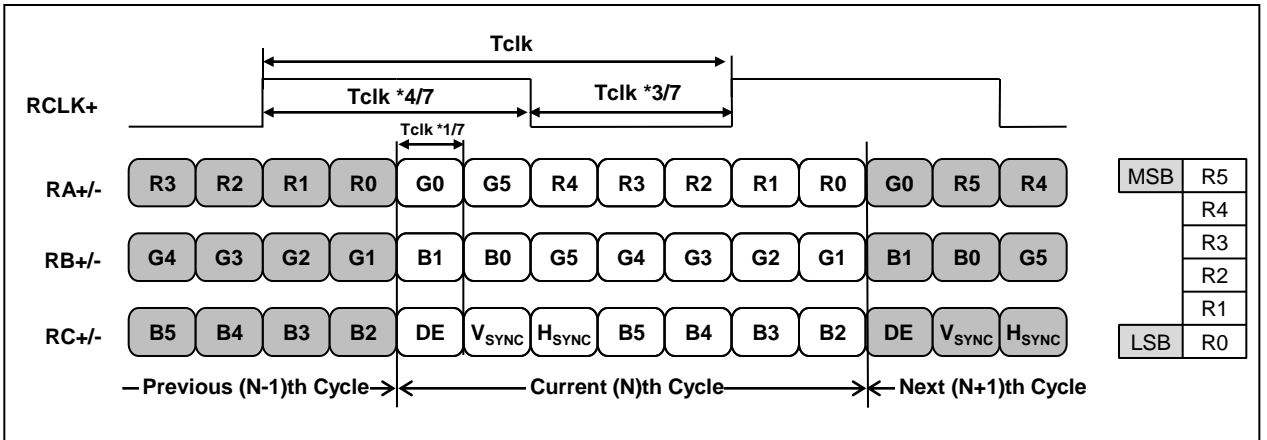 Tclk
RCLK+
Tclk *4/7
Tclk *3/7
Tclk *1/7
RA+/- R3 R2 R1 R0 G0 G5 R4 R3 R2 R1 R0 G0 R5 R4
RB+/- G4 G3 G2 G1 B1 B0 G5 G4 G3 G2 G1 B1 B0 G5
RC+/- B5 B4 B3 B2 DE VSYNC HSYNC B5 B4 B3 B2 DE VSYNC HSYNC
Previous (N-1)th Cycle Current (N)th Cycle Next (N+1)th Cycle
MSB R5
R4
R3
R2
R1
LSB R0